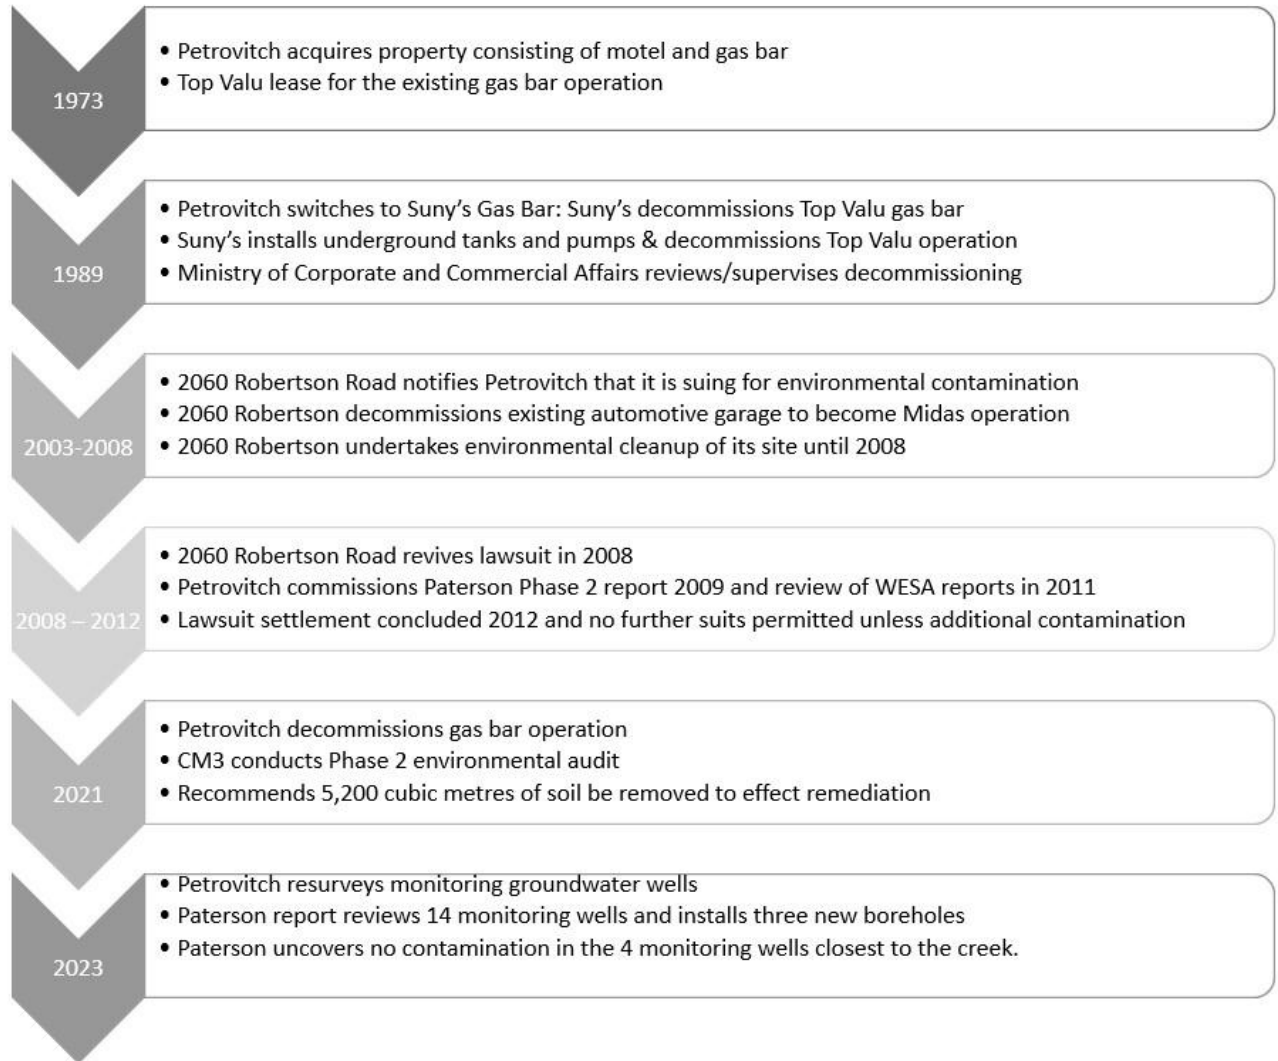 1973
• Petrovitch acquires property consisting of motel and gas bar
• Top Valu lease for the existing gas bar operation
1989
• Petrovitch switches to Suny's Gas Bar: Suny's decommissions Top Valu gas bar
• Suny's installs underground tanks and pumps & decommissions Top Valu operation
• Ministry of Corporate and Commercial Affairs reviews/supervises decommissioning
2003-2008
• 2060 Robertson Road notifies Petrovitch that it is suing for environmental contamination
• 2060 Robertson decommissions existing automotive garage to become Midas operation
• 2060 Robertson undertakes environmental cleanup of its site until 2008
2008 – 2012
• 2060 Robertson Road revives lawsuit in 2008
• Petrovitch commissions Paterson Phase 2 report 2009 and review of WESA reports in 2011
• Lawsuit settlement concluded 2012 and no further suits permitted unless additional contamination
2021
• Petrovitch decommissions gas bar operation
• CM3 conducts Phase 2 environmental audit
• Recommends 5,200 cubic metres of soil be removed to effect remediation
2023
• Petrovitch resurveys monitoring groundwater wells
• Paterson report reviews 14 monitoring wells and installs three new boreholes
• Paterson uncovers no contamination in the 4 monitoring wells closest to the creek.